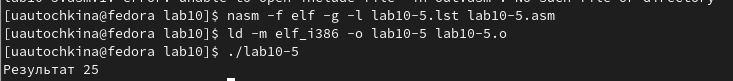 [uautochkina@fedora lab10]$ nasm -f elf -g -l lab10-5.lst lab10-5.asm
[uautochkina@fedora lab10]$ ld -m elf_i386 -o lab10-5 lab10-5.o
[uautochkina@fedora lab10]$ ./lab10-5
Результат 25